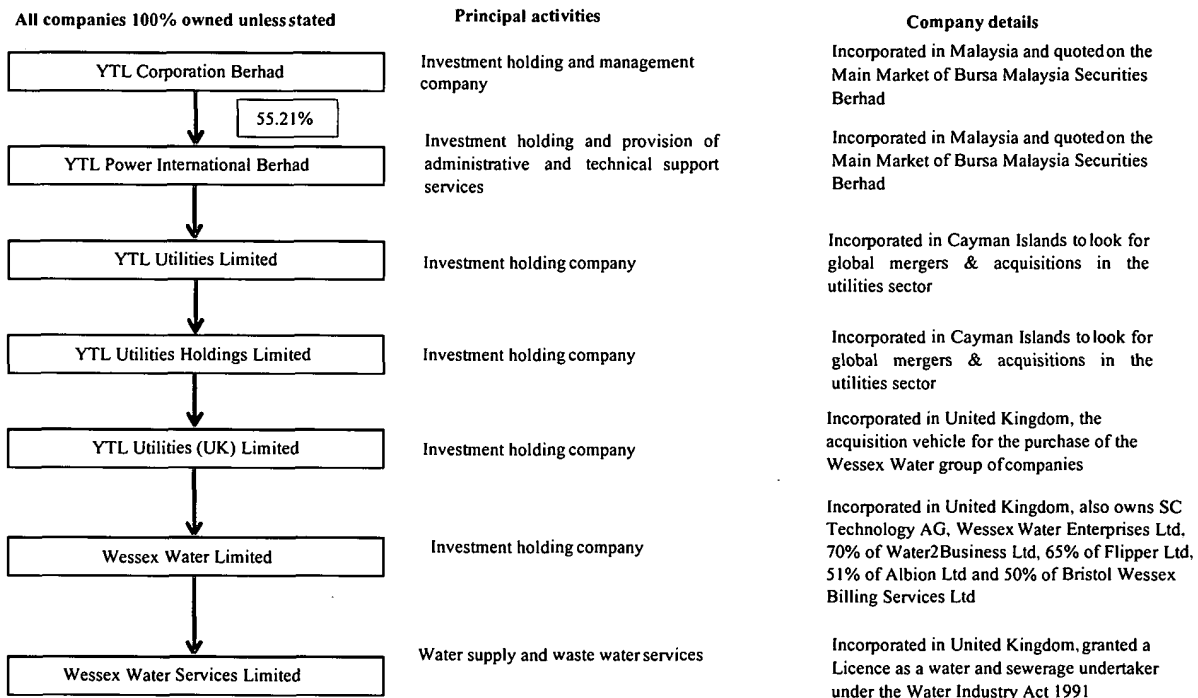 All companies 100% owned unless stated
Principal activities
Company details
YTL Corporation Berhad
Investment holding and management
company
Incorporated in Malaysia and quoted on the
Main Market of Bursa Malaysia Securities
Berhad
55.21%
YTL Power International Berhad
Investment holding and provision of
administrative and technical support
services
Incorporated in Malaysia and quoted on the
Main Market of Bursa Malaysia Securities
Berhad
YTL Utilities Limited
Investment holding company
Incorporated in Cayman Islands to look for
global mergers & acquisitions in the
utilities sector
YTL Utilities Holdings Limited
Investment holding company
Incorporated in Cayman Islands to look for
global mergers & acquisitions in the
utilities sector
YTL Utilities (UK) Limited
Investment holding company
Incorporated in United Kingdom, the
acquisition vehicle for the purchase of the
Wessex Water group of companies
Wessex Water Limited
Investment holding company
Incorporated in United Kingdom, also owns SC
Technology AG, Wessex Water Enterprises Ltd,
70% of Water2Business Ltd, 65% of Flipper Ltd,
51% of Albion Ltd and 50% of Bristol Wessex
Billing Services Ltd
Wessex Water Services Limited
Water supply and waste water services
Incorporated in United Kingdom, granted a
Licence as a water and sewerage undertaker
under the Water Industry Act 1991